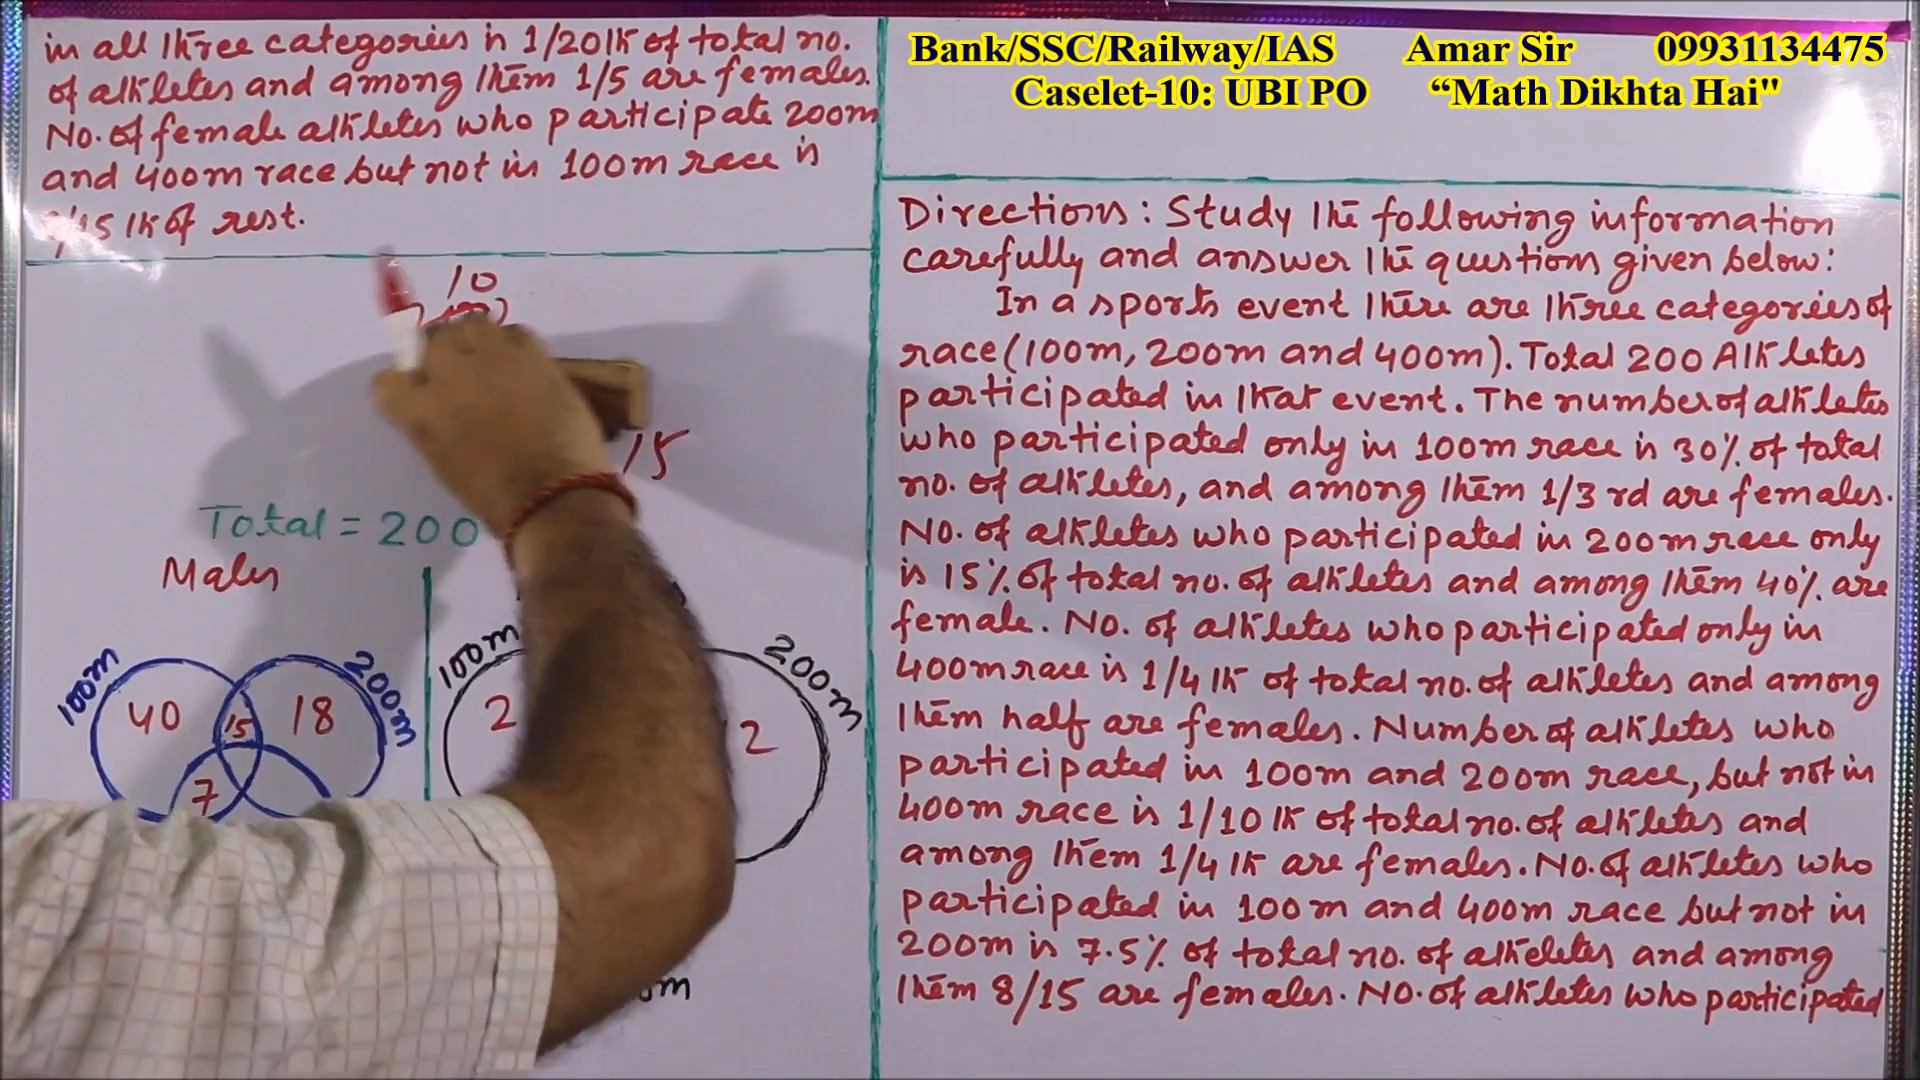 Bank/SSC/Railway/IAS Amar Sir 09931134475
Caselet-10: UBI PO “Math Dikhta Hai"
in all three categories is 1/20th of total no.
of athletes and among them 1/5 are females.
No. of female athletes who participate 200m
and 400m race but not in 100m race is
/15 th of rest.
10
15
Total = 200
Males
100m
200m
40
15
18
7
100m
200m
2
2
m
Directions: Study the following information
carefully and answer the questions given below:
In a sports event there are three categories of
race (100m, 200m and 400m). Total 200 Athletes
participated in that event. The number of athletes
who participated only in 100m race is 30% of total
no. of athletes, and among them 1/3 rd are females.
No. of athletes who participated in 200m race only
is 15% of total no. of athletes and among them 40% are
female. No. of athletes who participated only in
400m race is 1/4 th of total no. of athletes and among
them half are females. Number of athletes who
participated in 100m and 200m race, but not in
400m race is 1/10 th of total no. of athletes and
among them 1/4 th are females. No. of athletes who
participated in 100m and 400m race but not in
200m is 7.5% of total no. of atheletes and among
them 8/15 are females. No. of athletes who participated